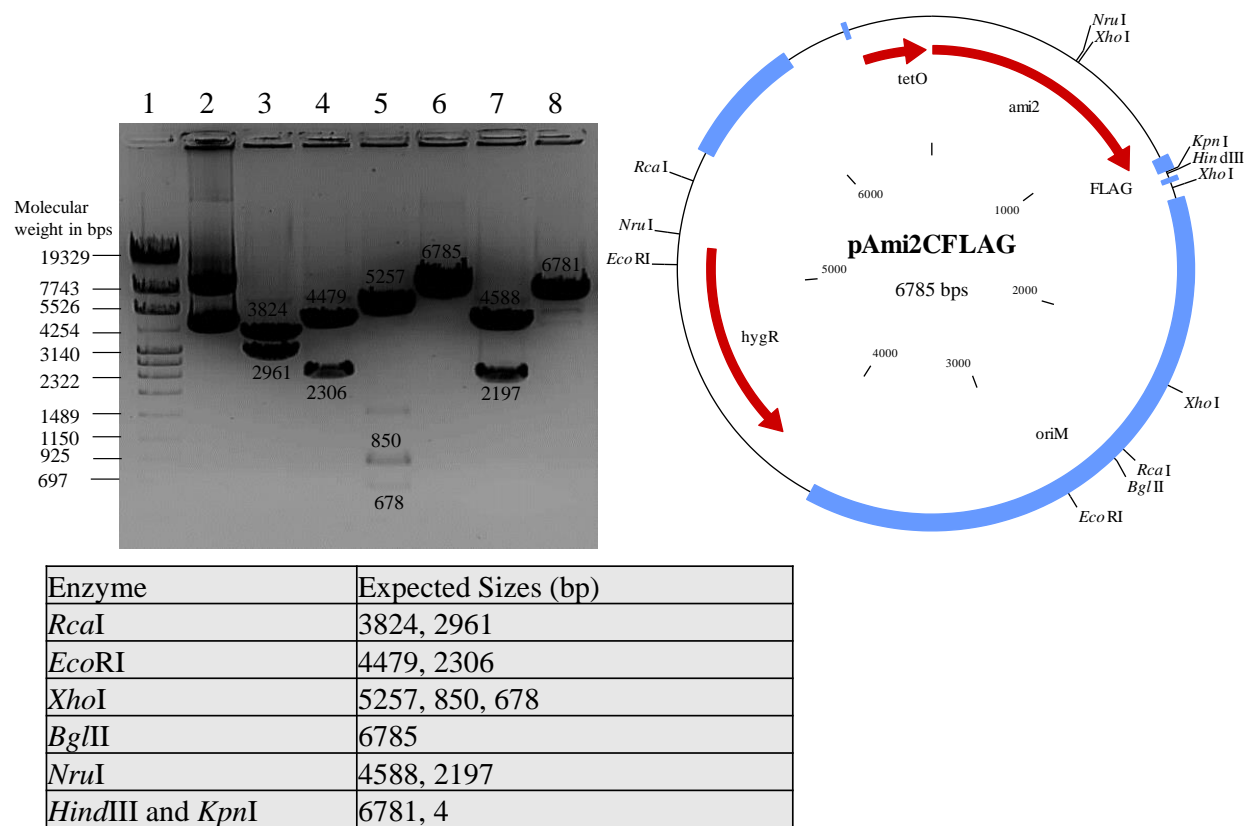 1 2 3 4 5 6 7 8
Molecular
weight in bps
19329
7743
5526
4254
3140
2322
1489
1150
925
697
3824
2961
4479
2306
5257
850
678
6785
4588
2197
6781
NruI
XhoI
tetO
ami2
KpnI
HindIII
XhoI
FLAG
RcaI
NruI
EcoRI
6000
1000
pAmi2CFLAG
6785 bps
5000
2000
hygR
4000
3000
XhoI
oriM
RcaI
BglII
EcoRI
Enzyme Expected Sizes (bp)
RcaI 3824, 2961
EcoRI 4479, 2306
XhoI 5257, 850, 678
BglII 6785
NruI 4588, 2197
HindIII and KpnI 6781, 4